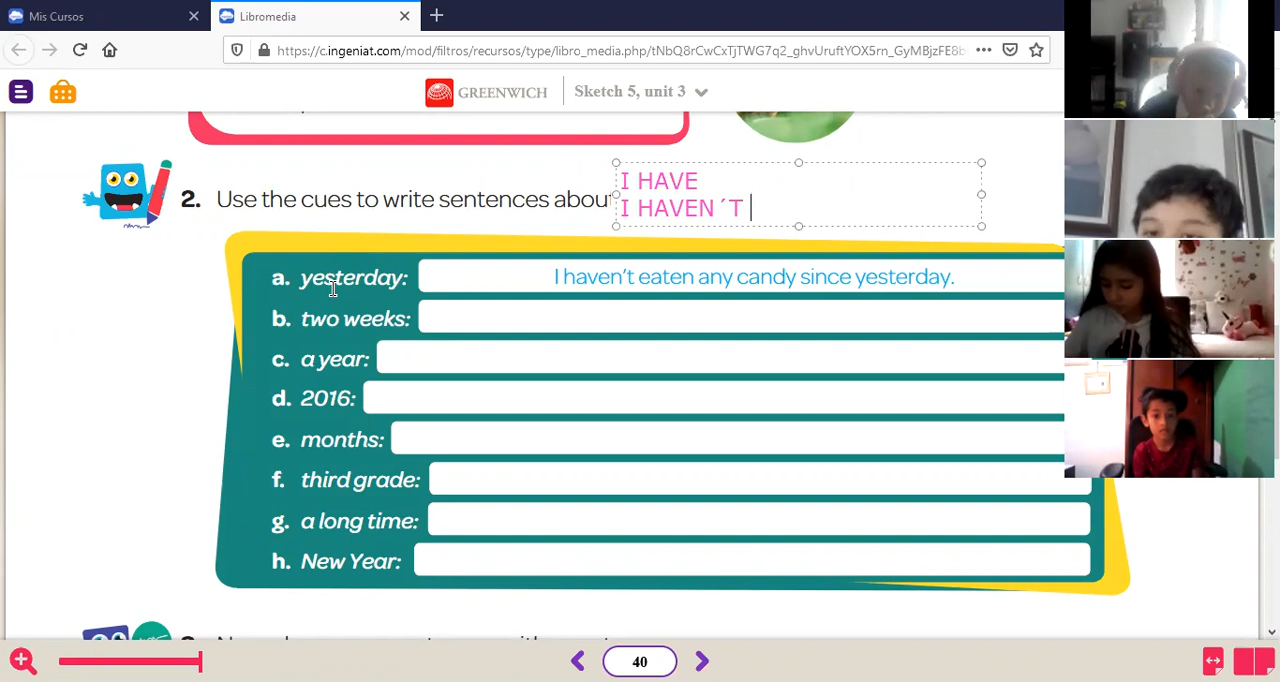 Mis Cursos
Libromedia
https://c.ingeniat.com/mod/filtros/recursos/type/libro_media.php/tNbQ8rCwCxTjTWG7q2_ghvUruftYOX5rn_GyMBjzFE8b
GREENWICH
Sketch 5, unit 3
I HAVE
2. Use the cues to write sentences about
I HAVEN´T
a. yesterday: I haven't eaten any candy since yesterday.
b. two weeks:
c. a year:
d. 2016:
e. months:
f. third grade:
g. a long time:
h. New Year:
40